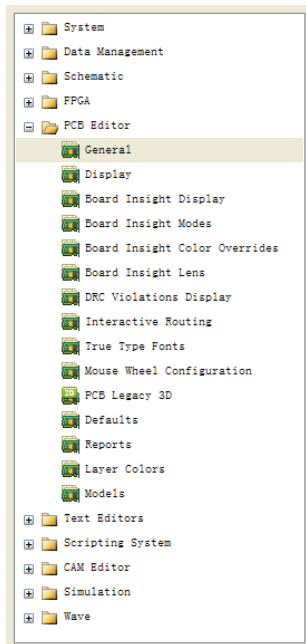 System
Data Management
Schematic
FPGA
PCB Editor
General
Display
Board Insight Display
Board Insight Modes
Board Insight Color Overrides
Board Insight Lens
DRC Violations Display
Interactive Routing
True Type Fonts
Mouse Wheel Configuration
PCB Legacy 3D
Defaults
Reports
Layer Colors
Models
Text Editors
Scripting System
CAM Editor
Simulation
Wave